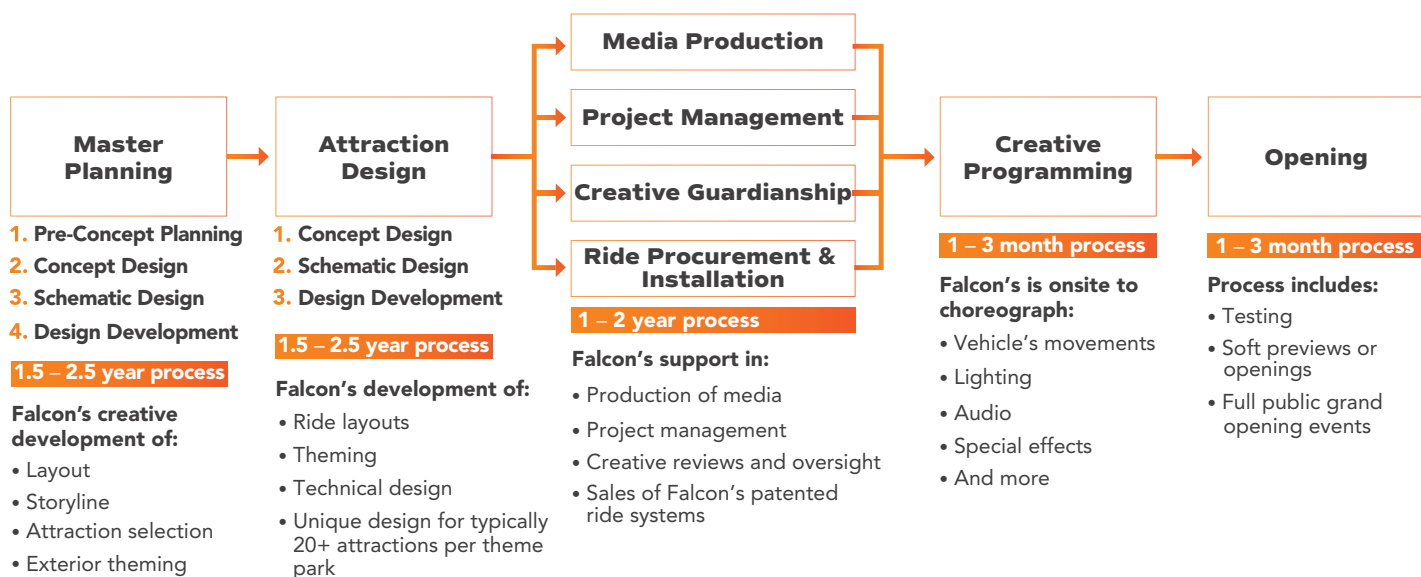 Master
Planning
1. Pre-Concept Planning
2. Concept Design
3. Schematic Design
4. Design Development
1.5 – 2.5 year process
Falcon's creative
development of:
• Layout
• Storyline
• Attraction selection
• Exterior theming
Attraction
Design
1. Concept Design
2. Schematic Design
3. Design Development
1.5 – 2.5 year process
Falcon's development of:
• Ride layouts
• Theming
• Technical design
• Unique design for typically
20+ attractions per theme
park
Media Production
Project Management
Creative Guardianship
Ride Procurement &
Installation
1 – 2 year process
Falcon's support in:
• Production of media
• Project management
• Creative reviews and oversight
• Sales of Falcon's patented
ride systems
Creative
Programming
1 – 3 month process
Falcon's is onsite to
choreograph:
• Vehicle's movements
• Lighting
• Audio
• Special effects
• And more
Opening
1 – 3 month process
Process includes:
• Testing
• Soft previews or
openings
• Full public grand
opening events